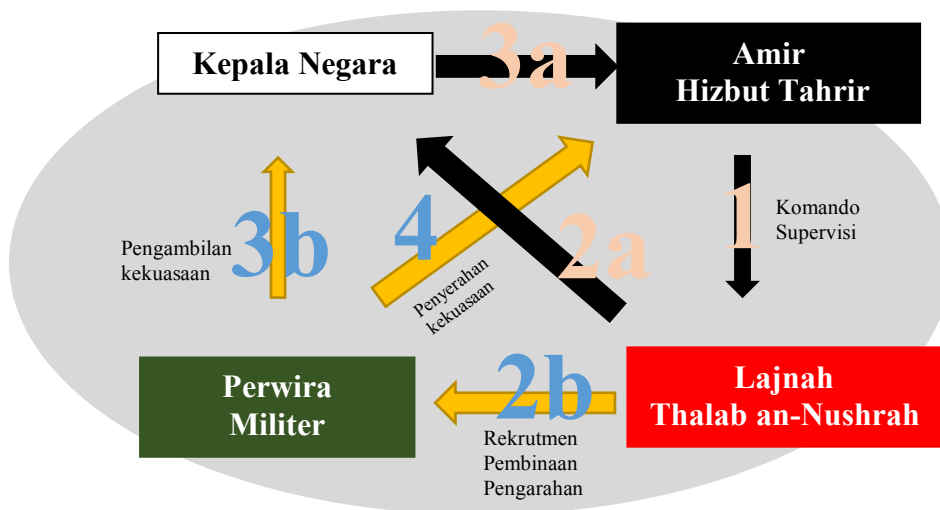 Kepala Negara
3a
Amir
Hizbut Tahrir
Pengambilan
kekuasaan
3b
4
Penyerahan
kekuasaan
2a
1
Komando
Supervisi
Perwira
Militer
2b
Rekrutmen
Pembinaan
Pengarahan
Lajnah
Thalab an-Nushrah